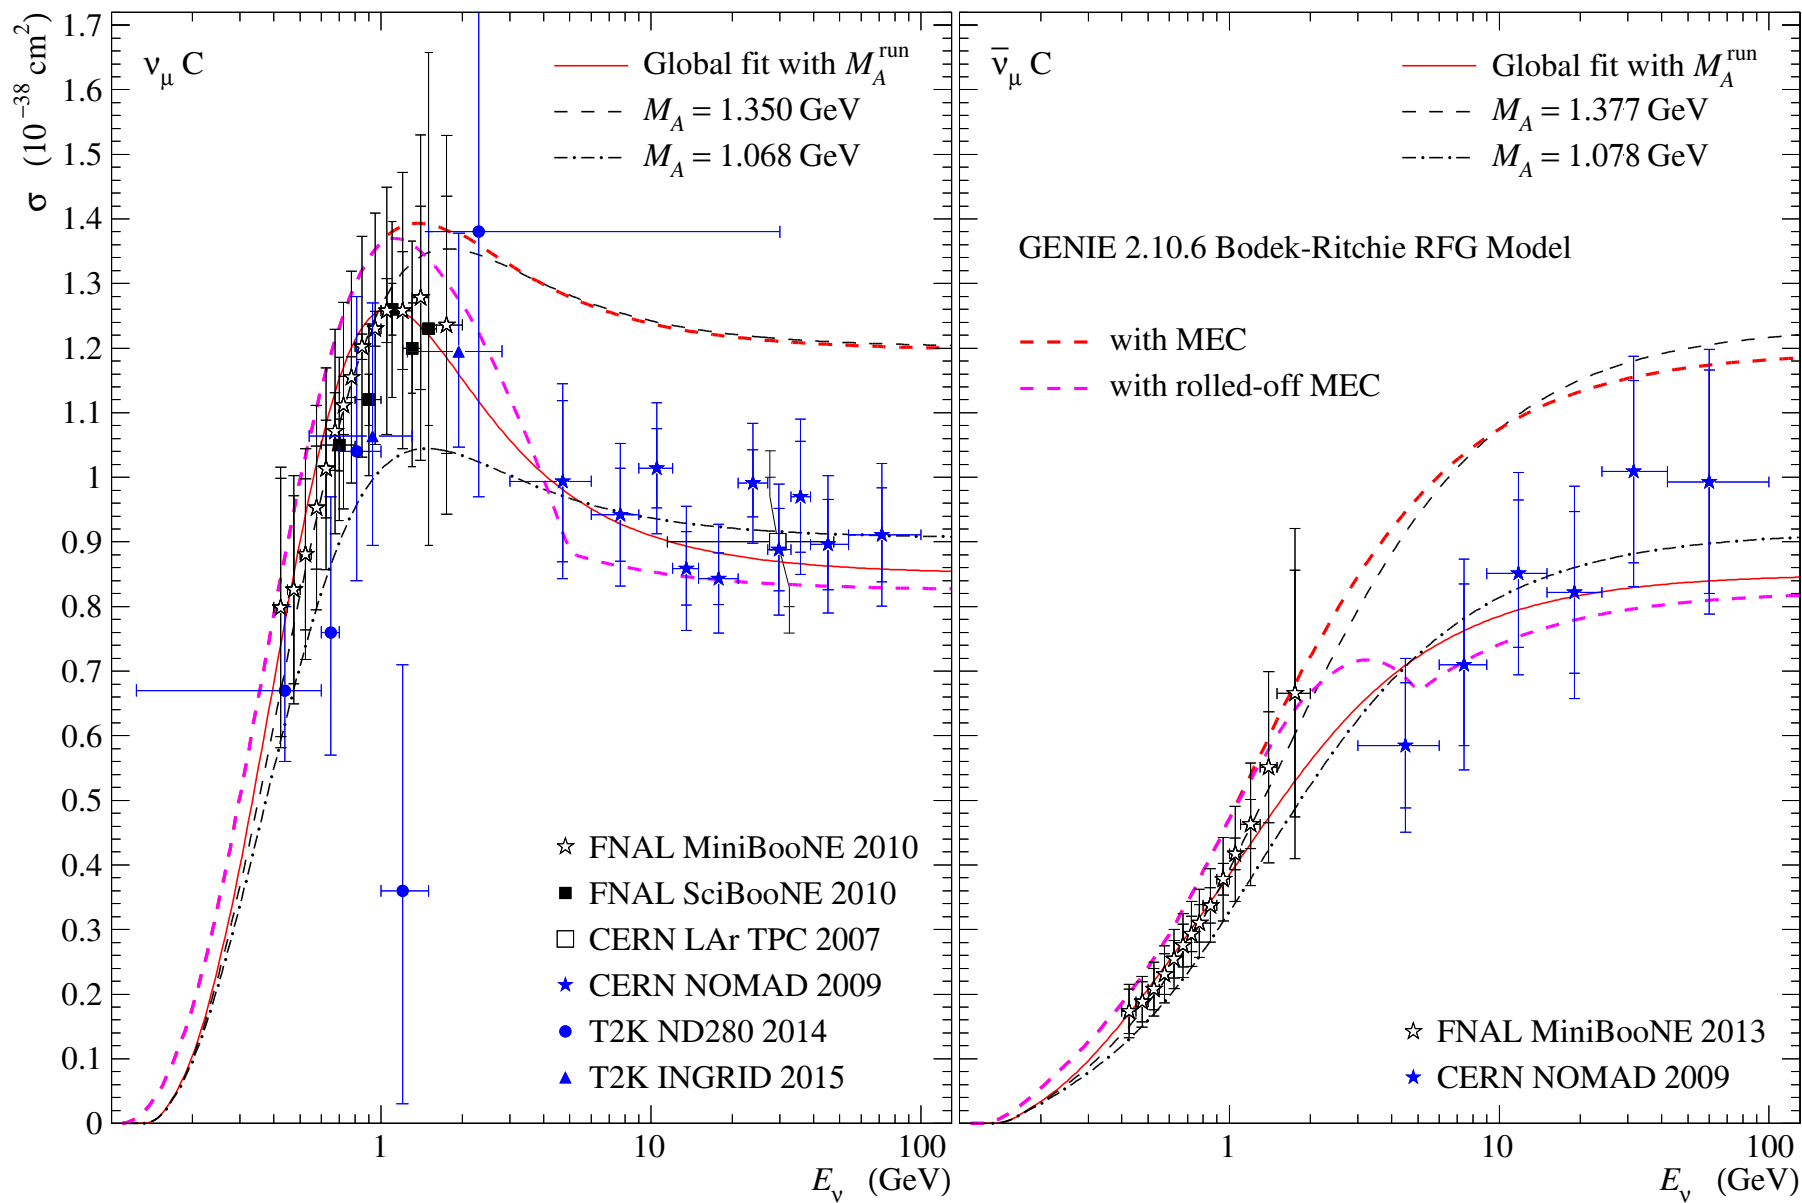 σ (10⁻³⁸ cm²)
1.7
1.6
1.5
1.4
1.3
1.2
1.1
1
0.9
0.8
0.7
0.6
0.5
0.4
0.3
0.2
0.1
0
ν_μ C
Global fit with M_A^run
M_A = 1.350 GeV
M_A = 1.068 GeV
FNAL MiniBooNE 2010
FNAL SciBooNE 2010
CERN LAr TPC 2007
CERN NOMAD 2009
T2K ND280 2014
T2K INGRID 2015
1 10 100
E_ν (GeV)
ν̅_μ C
Global fit with M_A^run
M_A = 1.377 GeV
M_A = 1.078 GeV
GENIE 2.10.6 Bodek-Ritchie RFG Model
with MEC
with rolled-off MEC
FNAL MiniBooNE 2013
CERN NOMAD 2009
1 10 100
E_ν (GeV)